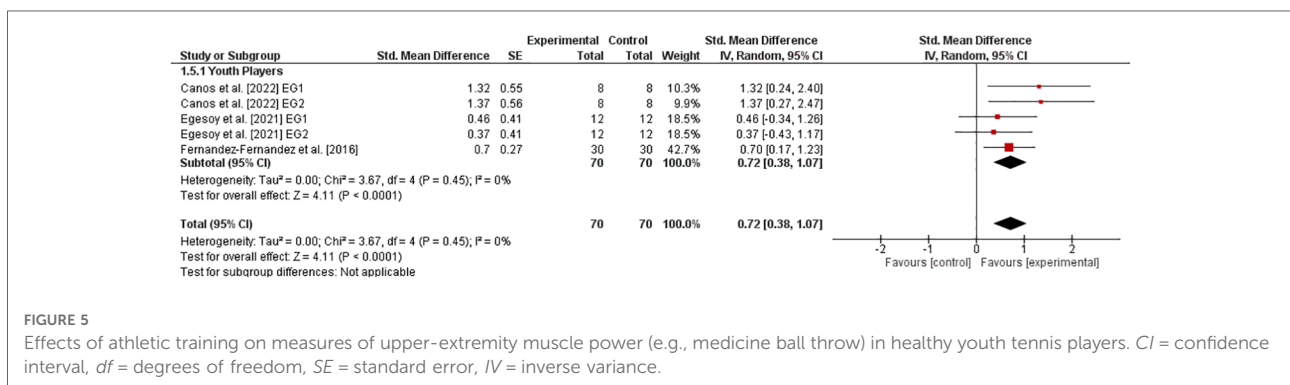 Experimental Control Std. Mean Difference Std. Mean Difference
Study or Subgroup Std. Mean Difference SE Total Total Weight IV, Random, 95% CI IV, Random, 95% CI
1.5.1 Youth Players
Canos et al. [2022] EG1 1.32 0.55 8 8 10.3% 1.32 [0.24, 2.40]
Canos et al. [2022] EG2 1.37 0.56 8 8 9.9% 1.37 [0.27, 2.47]
Egesoy et al. [2021] EG1 0.46 0.41 12 12 18.5% 0.46 [-0.34, 1.26]
Egesoy et al. [2021] EG2 0.37 0.41 12 12 18.5% 0.37 [-0.43, 1.17]
Fernandez-Fernandez et al. [2016] 0.7 0.27 30 30 42.7% 0.70 [0.17, 1.23]
Subtotal (95% CI) 70 70 100.0% 0.72 [0.38, 1.07]
Heterogeneity: Tau² = 0.00; Chi² = 3.67, df = 4 (P = 0.45); I² = 0%
Test for overall effect: Z = 4.11 (P < 0.0001)
Total (95% CI) 70 70 100.0% 0.72 [0.38, 1.07]
Heterogeneity: Tau² = 0.00; Chi² = 3.67, df = 4 (P = 0.45); I² = 0%
Test for overall effect: Z = 4.11 (P < 0.0001)
Test for subgroup differences: Not applicable
-2 -1 0 1 2
Favours [control] Favours [experimental]
FIGURE 5
Effects of athletic training on measures of upper-extremity muscle power (e.g., medicine ball throw) in healthy youth tennis players. CI = confidence
interval, df = degrees of freedom, SE = standard error, IV = inverse variance.